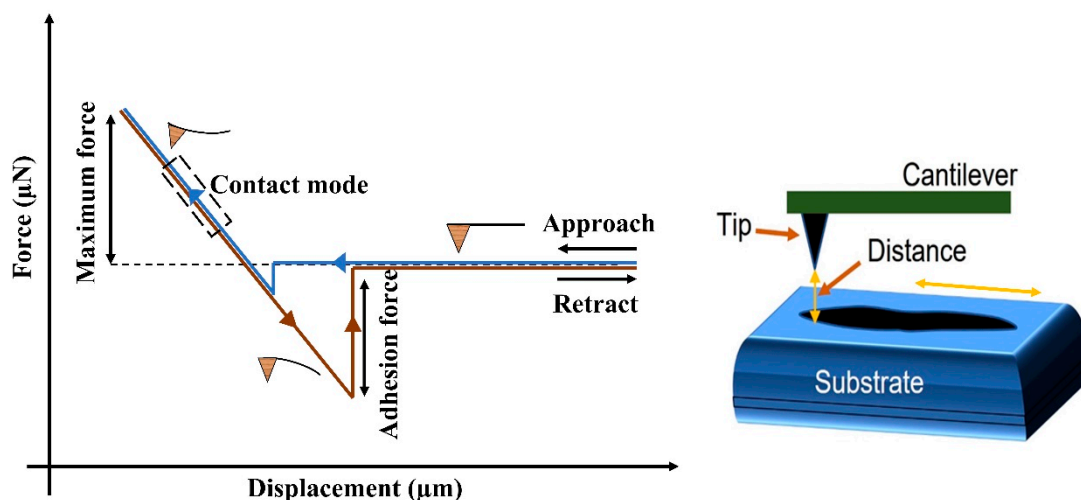 Force (µN)
Maximum force
Contact mode
Approach
Retract
Adhesion force
Displacement (µm)
Cantilever
Tip
Distance
Substrate